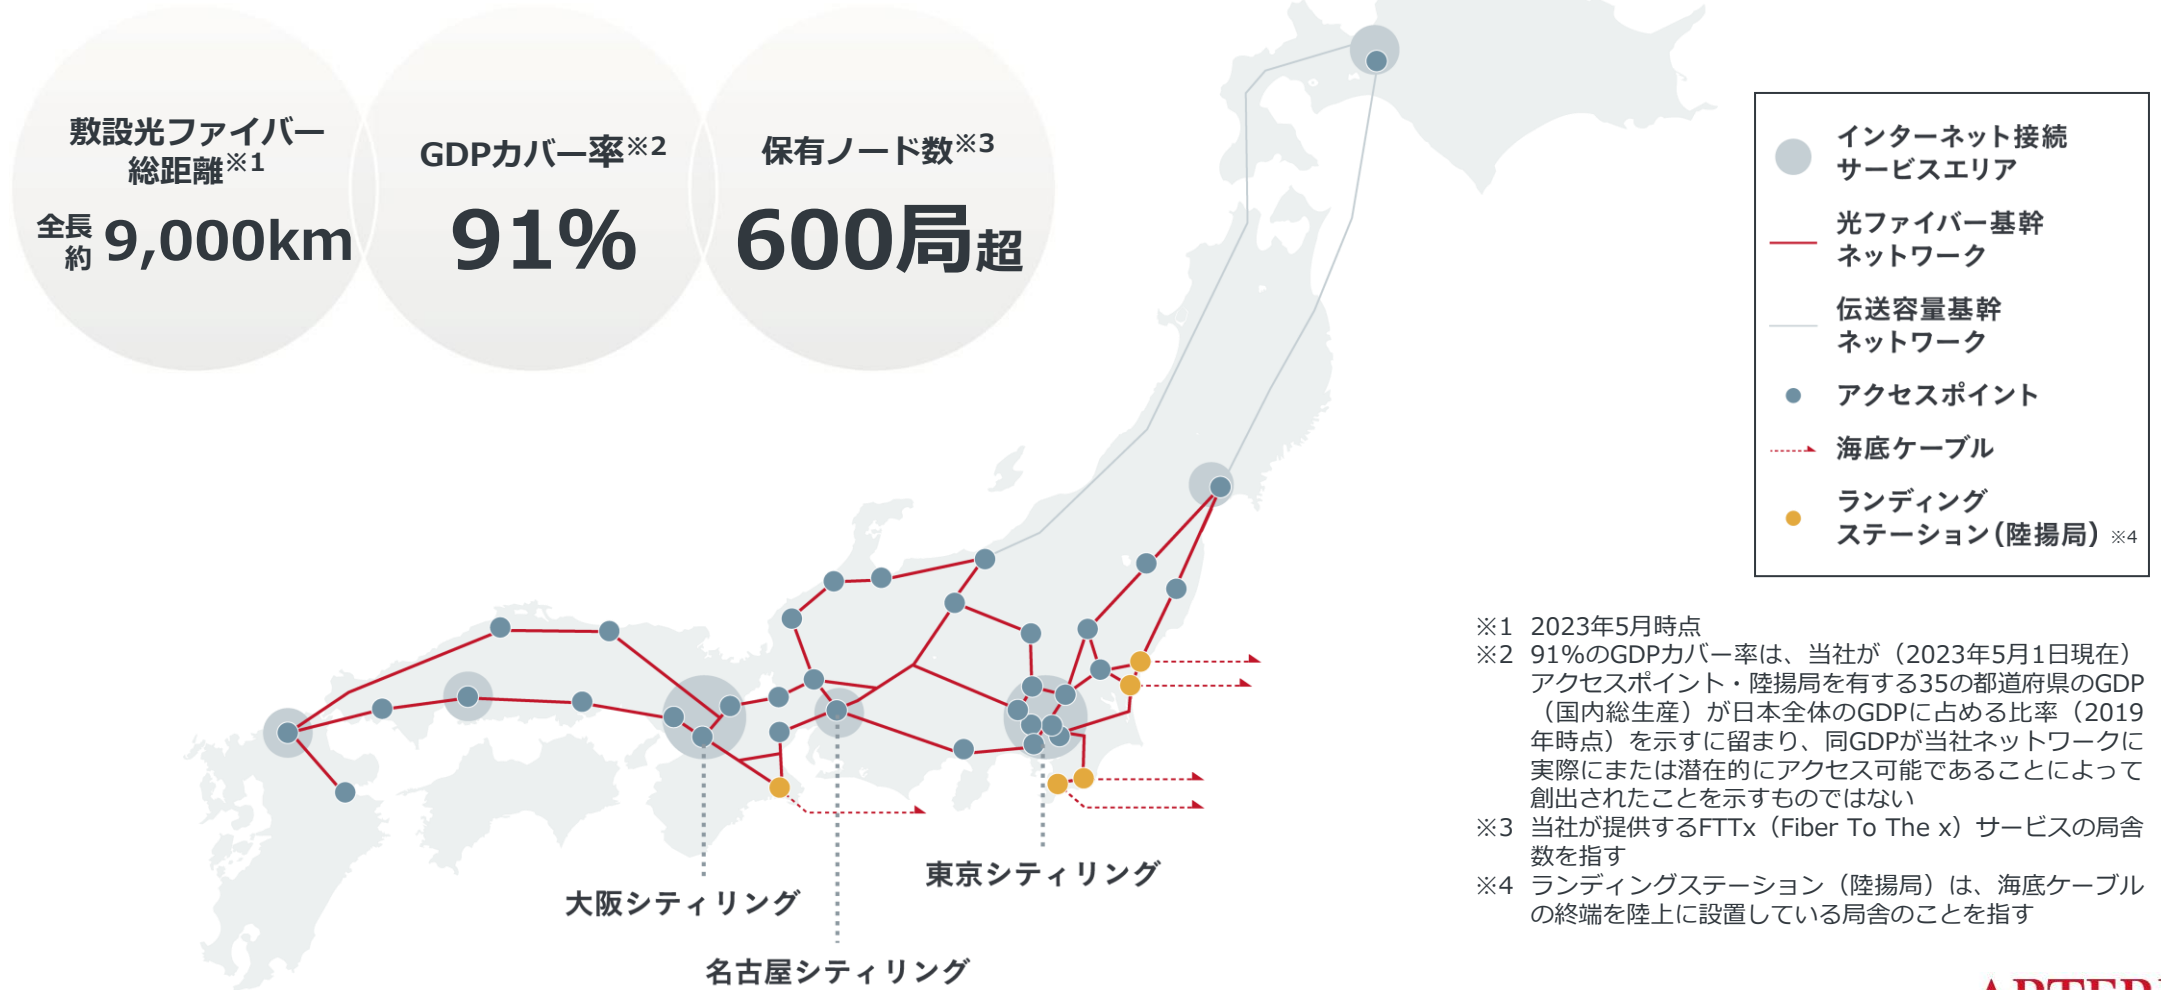 敷設光ファイバー
総距離※1
全長
約 9,000km
GDPカバー率※2
91%
保有ノード数※3
600局超
インターネット接続
サービスエリア
光ファイバー基幹
ネットワーク
伝送容量基幹
ネットワーク
アクセスポイント
海底ケーブル
ランディング
ステーション(陸揚局) ※4
大阪シティリング
名古屋シティリング
東京シティリング
※1 2023年5月時点
※2 91%のGDPカバー率は、当社が（2023年5月1日現在）
アクセスポイント・陸揚局を有する35の都道府県のGDP
（国内総生産）が日本全体のGDPに占める比率（2019
年時点）を示すに留まり、同GDPが当社ネットワークに
実際にまたは潜在的にアクセス可能であることによって
創出されたことを示すものではない
※3 当社が提供するFTTx（Fiber To The x）サービスの局舎
数を指す
※4 ランディングステーション（陸揚局）は、海底ケーブル
の終端を陸上に設置している局舎のことを指す